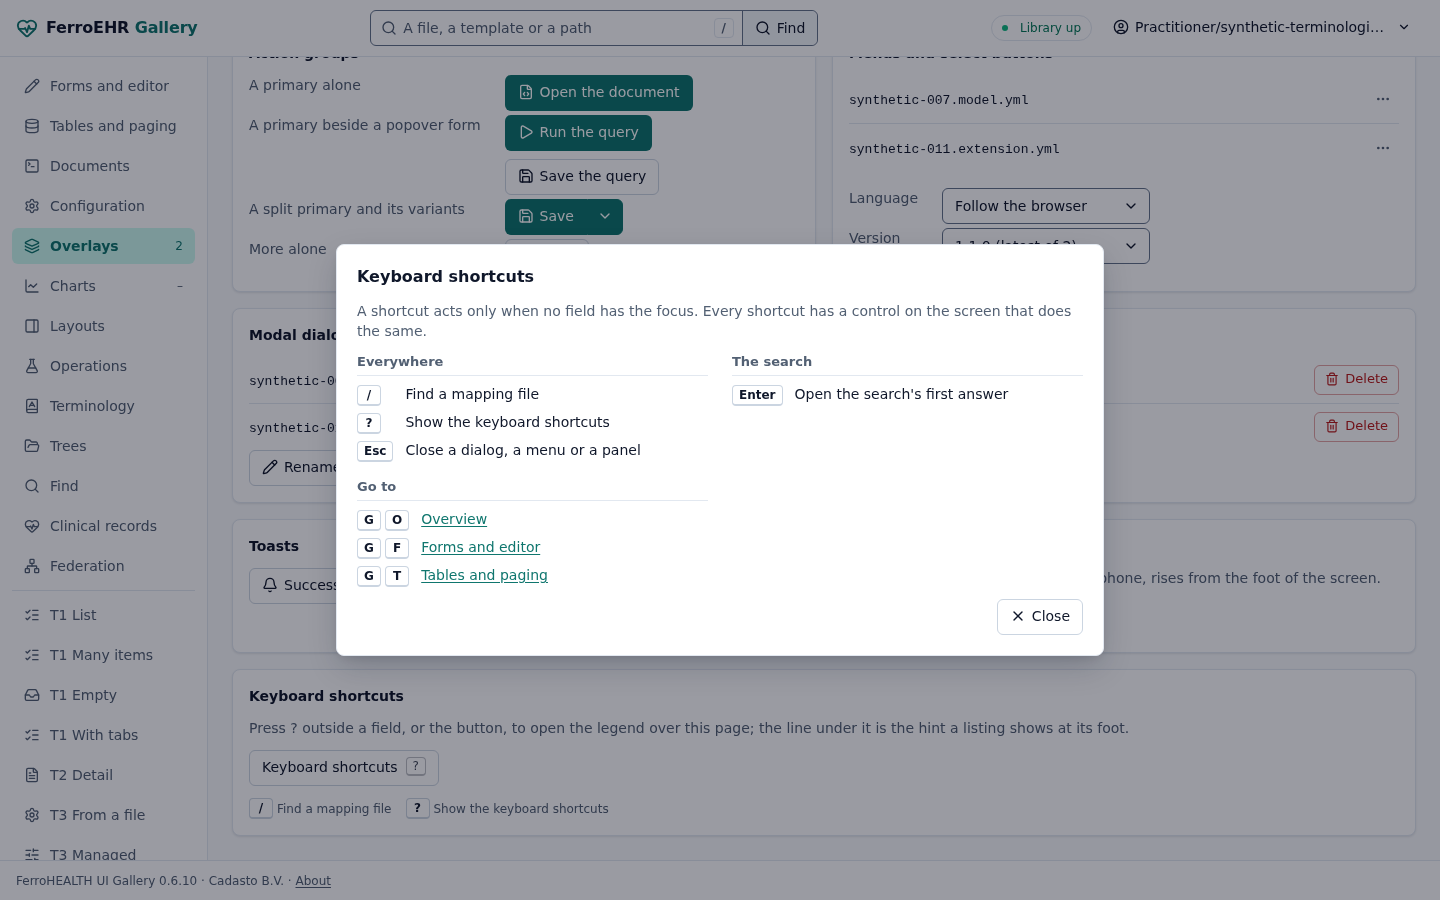 FerroEHR Gallery
A file, a template or a path
/
Find
Library up
Practitioner/synthetic-terminologi...
Forms and editor
Tables and paging
Documents
Configuration
Overlays 2
Charts –
Layouts
Operations
Terminology
Trees
Find
Clinical records
Federation
T1 List
T1 Many items
T1 Empty
T1 With tabs
T2 Detail
T3 From a file
T3 Managed
A primary alone
Open the document
A primary beside a popover form
Run the query
Save the query
A split primary and its variants
Save
More alone
synthetic-007.model.yml
synthetic-011.extension.yml
Language
Follow the browser
Version
Modal
Delete
Delete
Toasts
phone, rises from the foot of the screen.
Keyboard shortcuts
A shortcut acts only when no field has the focus. Every shortcut has a control on the screen that does
the same.
Everywhere
/ Find a mapping file
? Show the keyboard shortcuts
Esc Close a dialog, a menu or a panel
Go to
G O Overview
G F Forms and editor
G T Tables and paging
The search
Enter Open the search's first answer
Close
Keyboard shortcuts
Press ? outside a field, or the button, to open the legend over this page; the line under it is the hint a listing shows at its foot.
Keyboard shortcuts ?
/ Find a mapping file ? Show the keyboard shortcuts
FerroHEALTH UI Gallery 0.6.10 · Cadasto B.V. · About